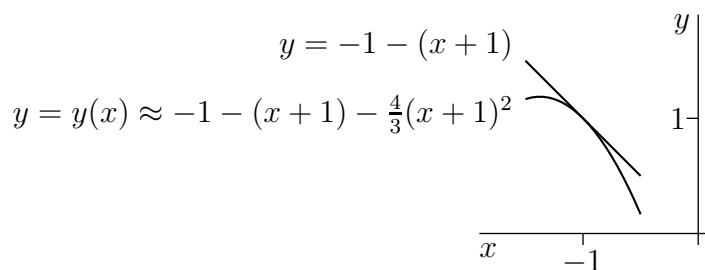 y
y = −1 − (x + 1)
y = y(x) ≈ −1 − (x + 1) − 4/3(x + 1)²
1
x
−1